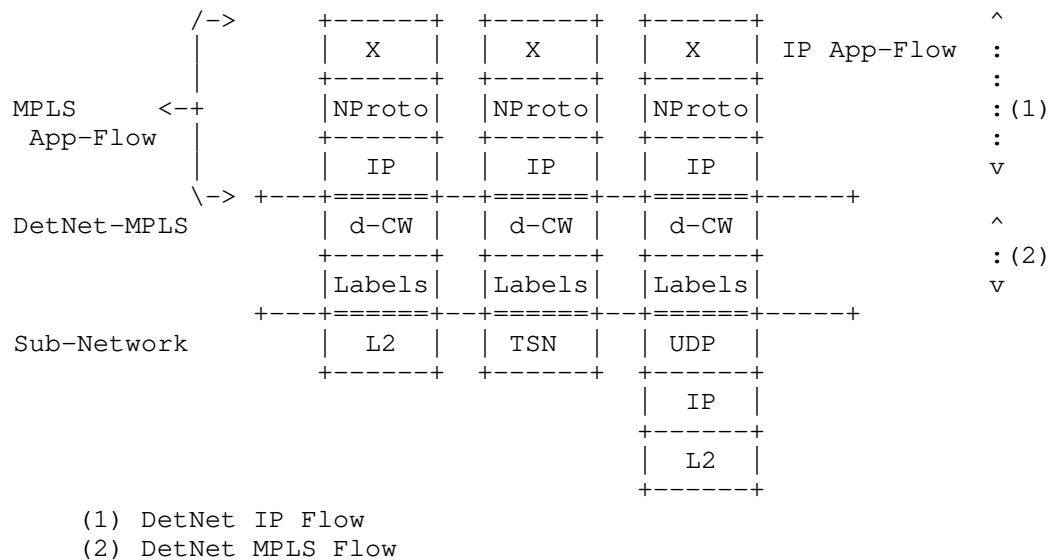 /-> +------+ +------+ +------+ ^
| | X | | X | | X | IP App-Flow :
| +------+ +------+ +------+ :
MPLS <-+ |NProto| |NProto| |NProto| :(1)
App-Flow | +------+ +------+ +------+ :
| | IP | | IP | | IP | v
\-> +---+======+--+======+--+======+-----+
DetNet-MPLS | d-CW | | d-CW | | d-CW | ^
+------+ +------+ +------+ :(2)
|Labels| |Labels| |Labels| v
+---+======+--+======+--+======+-----+
Sub-Network | L2 | | TSN | | UDP |
+------+ +------+ +------+
| IP |
+------+
| L2 |
+------+
(1) DetNet IP Flow
(2) DetNet MPLS Flow